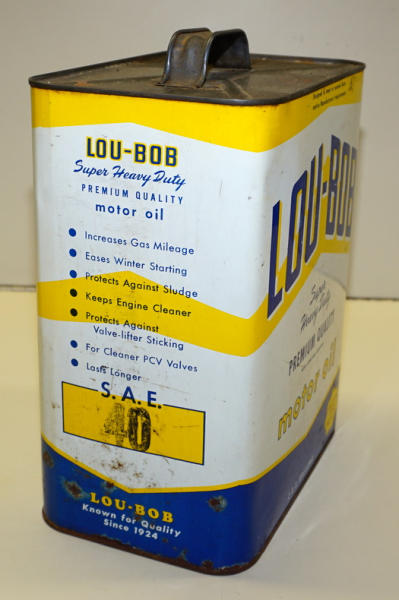 LOU-BOB
Super Heavy Duty
PREMIUM QUALITY
motor oil
Increases Gas Mileage
Eases Winter Starting
Protects Against Sludge
Keeps Engine Cleaner
Protects Against
Valve-lifter Sticking
For Cleaner PCV Valves
Lasts Longer
S.A.E.
40
LOU-BOB
Known for Quality
Since 1924
LOU-BOB
Super
Heavy Duty
PREMIUM QUALITY
motor oil